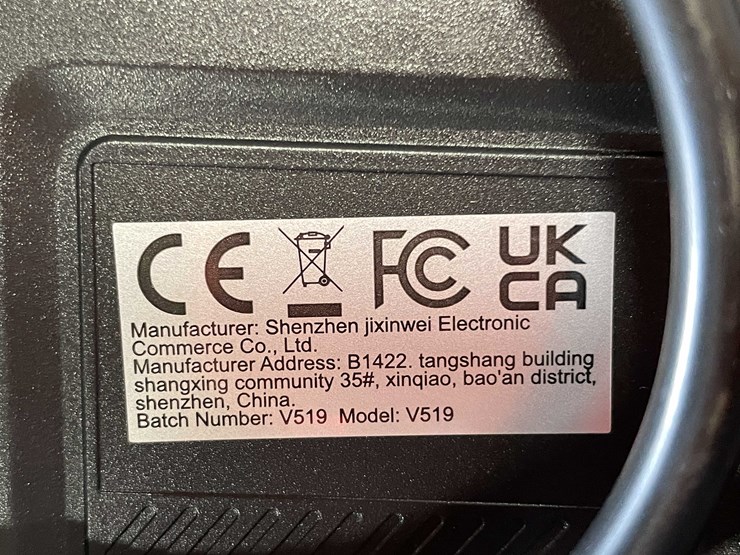 CE FC UK
CA
Manufacturer: Shenzhen jixinwei Electronic
Commerce Co., Ltd.
Manufacturer Address: B1422. tangshang building
shangxing community 35#, xinqiao, bao'an district,
shenzhen, China.
Batch Number: V519 Model: V519